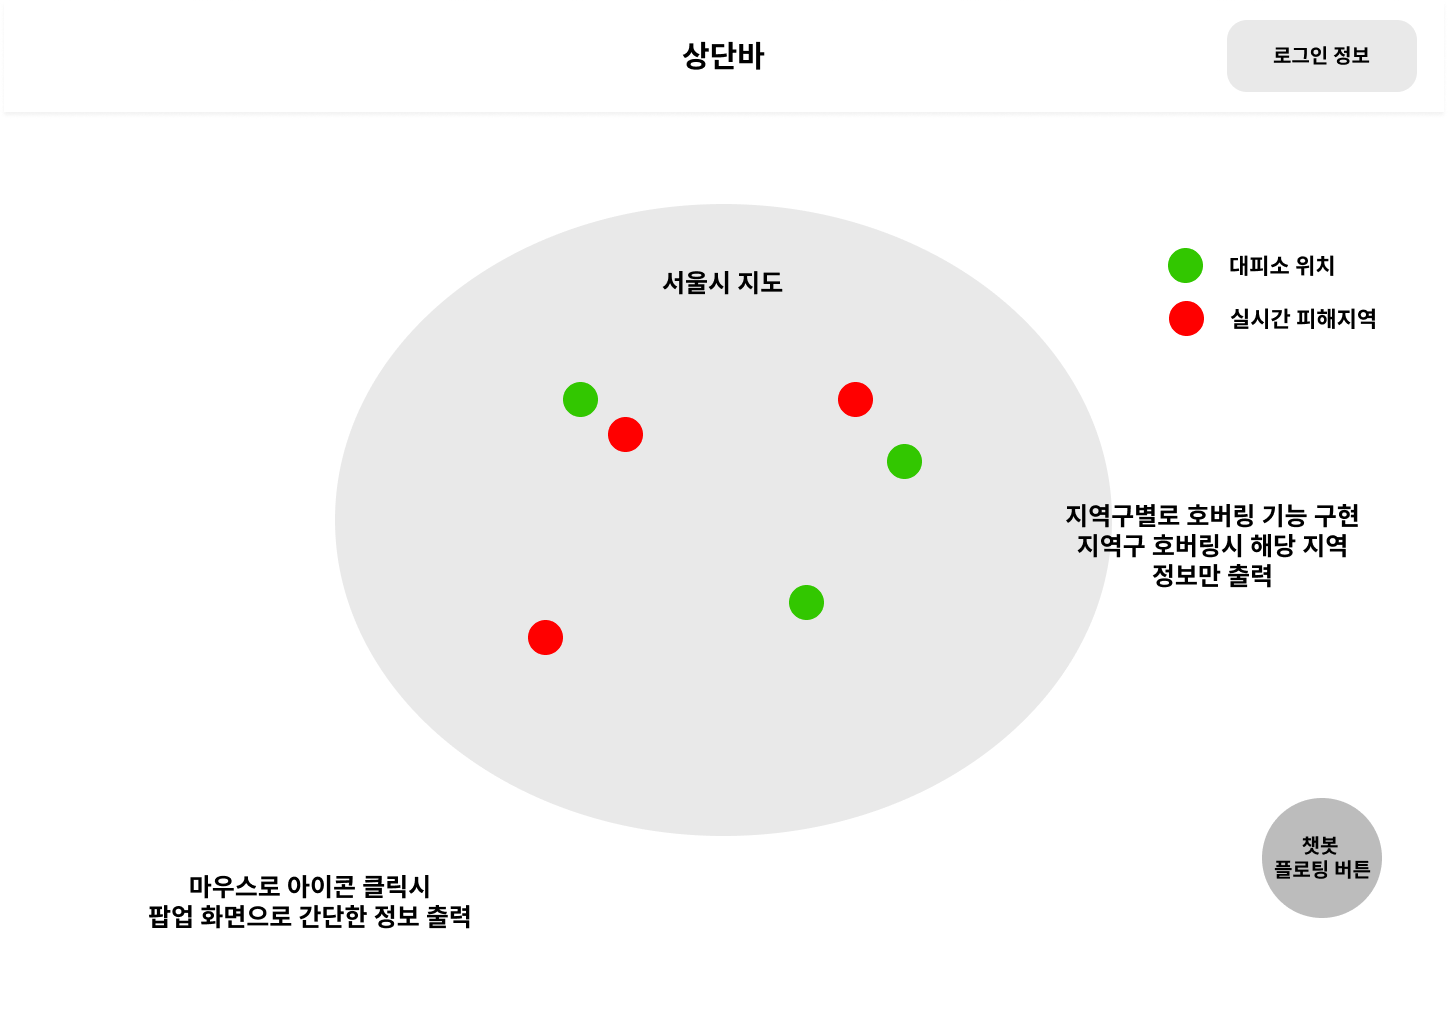 상단바
로그인 정보
서울시 지도
대피소 위치
실시간 피해지역
지역구별로 호버링 기능 구현
지역구 호버링시 해당 지역
정보만 출력
챗봇
플로팅 버튼
마우스로 아이콘 클릭시
팝업 화면으로 간단한 정보 출력